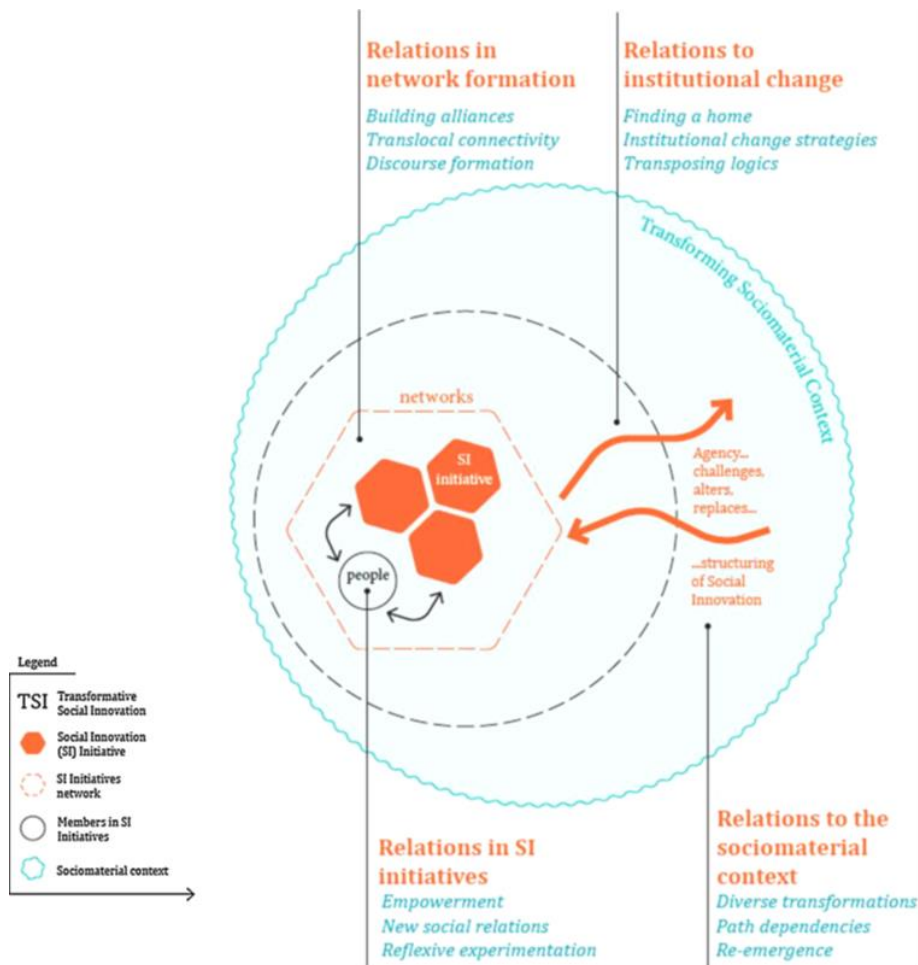 Relations in
network formation
Building alliances
Translocal connectivity
Discourse formation
Relations to
institutional change
Finding a home
Institutional change strategies
Transposing logics
Transforming Sociomaterial Context
networks
SI
initiative
people
Agency...
challenges,
alters,
replaces...
...structuring
of Social
Innovation
Legend
TSI
Transformative
Social Innovation
Social Innovation
(SI) Initiative
SI Initiatives
network
Members in SI
Initiatives
Sociomaterial context
Relations in SI
initiatives
Empowerment
New social relations
Reflexive experimentation
Relations to the
sociomaterial
context
Diverse transformations
Path dependencies
Re-emergence